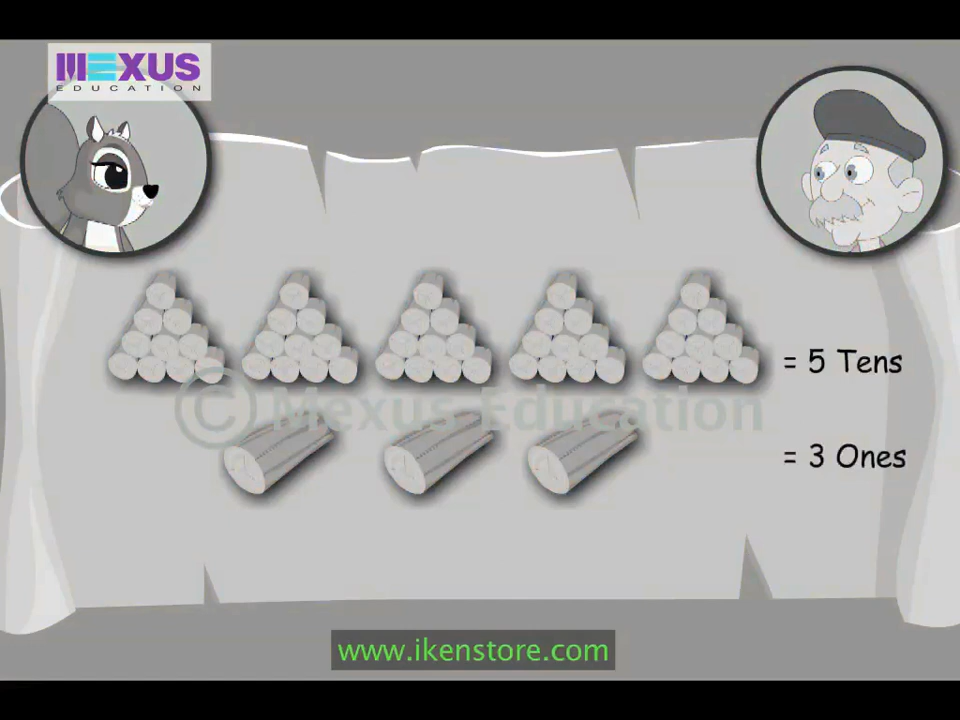 MEXUS
EDUCATION
= 5 Tens
© Mexus Education
= 3 Ones
www.ikenstore.com